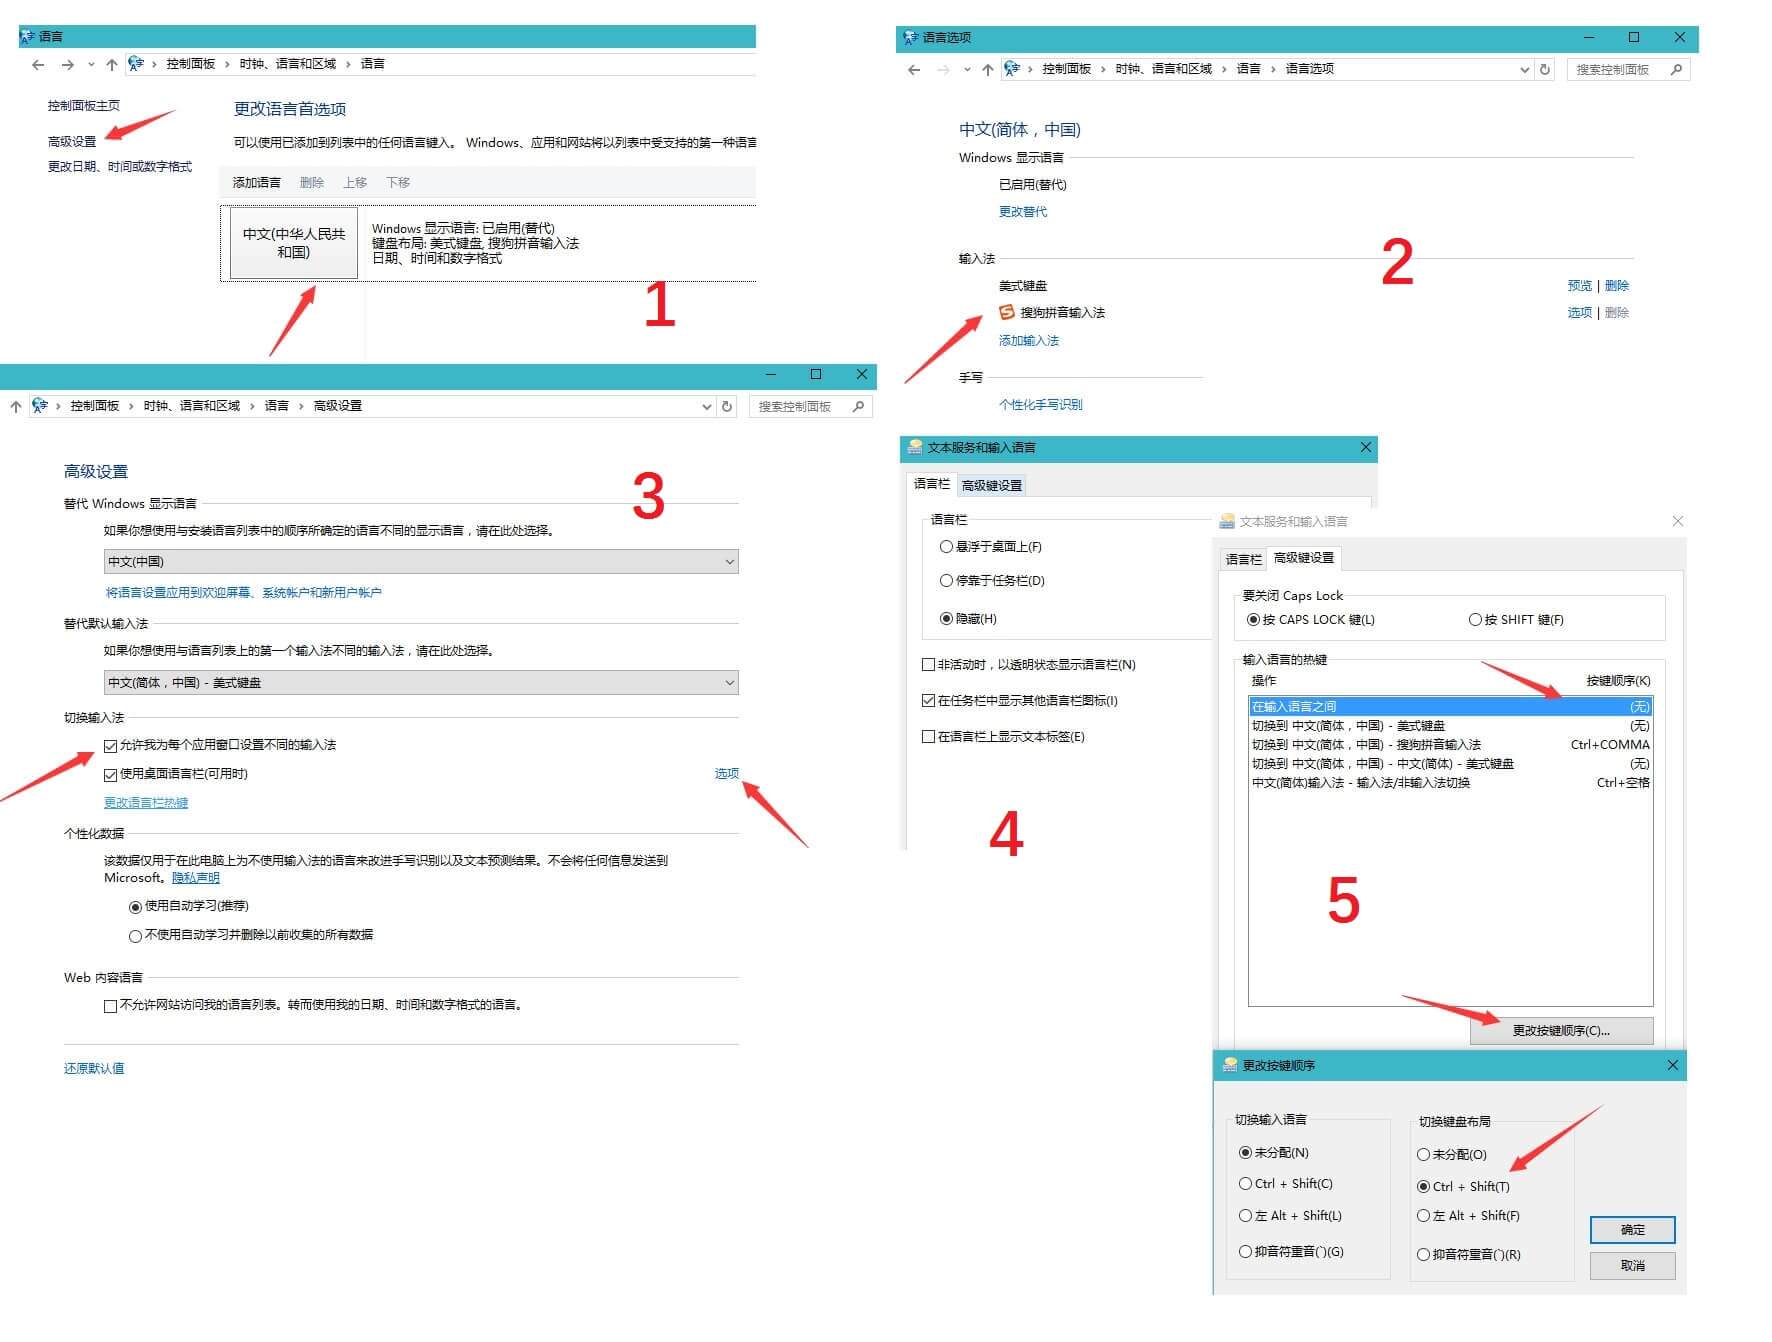 语言
控制面板 › 时钟、语言和区域 › 语言
控制面板主页
高级设置
更改日期、时间或数字格式
更改语言首选项
可以使用已添加到列表中的任何语言键入。 Windows、应用和网站将以列表中受支持的第一种语言
添加语言 删除 上移 下移
中文(中华人民共
和国)
Windows 显示语言: 已启用(替代)
键盘布局: 美式键盘, 搜狗拼音输入法
日期、时间和数字格式
1
语言选项
控制面板 › 时钟、语言和区域 › 语言 › 语言选项
搜索控制面板
中文(简体，中国)
Windows 显示语言
已启用(替代)
更改替代
输入法
美式键盘 预览 | 删除
搜狗拼音输入法 选项 | 删除
添加输入法
手写
个性化手写识别
2
控制面板 › 时钟、语言和区域 › 语言 › 高级设置
搜索控制面板
高级设置
3
替代 Windows 显示语言
如果你想使用与安装语言列表中的顺序所确定的语言不同的显示语言，请在此处选择。
中文(中国)
将语言设置应用到欢迎屏幕、系统帐户和新用户帐户
替代默认输入法
如果你想使用与语言列表上的第一个输入法不同的输入法，请在此处选择。
中文(简体，中国) - 美式键盘
切换输入法
允许我为每个应用窗口设置不同的输入法
使用桌面语言栏(可用时) 选项
更改语言栏热键
个性化数据
该数据仅用于在此电脑上为不使用输入法的语言来改进手写识别以及文本预测结果。不会将任何信息发送到
Microsoft。隐私声明
使用自动学习(推荐)
不使用自动学习并删除以前收集的所有数据
Web 内容语言
不允许网站访问我的语言列表。转而使用我的日期、时间和数字格式的语言。
还原默认值
文本服务和输入语言
语言栏 高级键设置
语言栏
悬浮于桌面上(F)
停靠于任务栏(D)
隐藏(H)
非活动时，以透明状态显示语言栏(N)
在任务栏中显示其他语言栏图标(I)
在语言栏上显示文本标签(E)
4
文本服务和输入语言
语言栏 高级键设置
要关闭 Caps Lock
按 CAPS LOCK 键(L) 按 SHIFT 键(F)
输入语言的热键
操作 按键顺序(K)
在输入语言之间 (无)
切换到 中文(简体，中国) - 美式键盘 (无)
切换到 中文(简体，中国) - 搜狗拼音输入法 Ctrl+COMMA
切换到 中文(简体，中国) - 中文(简体) - 美式键盘 (无)
中文(简体)输入法 - 输入法/非输入法切换 Ctrl+空格
5
更改按键顺序(C)...
更改按键顺序
切换输入语言
未分配(N)
Ctrl + Shift(C)
左 Alt + Shift(L)
抑音符重音(`)(G)
切换键盘布局
未分配(O)
Ctrl + Shift(T)
左 Alt + Shift(F)
抑音符重音(`)(R)
确定
取消